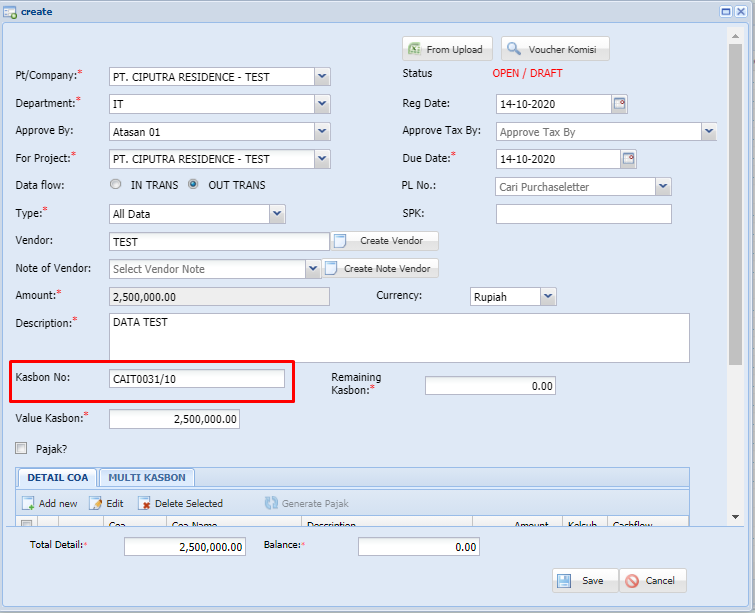 create
From Upload Voucher Komisi
Pt/Company:* PT. CIPUTRA RESIDENCE - TEST Status OPEN / DRAFT
Department:* IT Reg Date: 14-10-2020
Approve By: Atasan 01 Approve Tax By: Approve Tax By
For Project:* PT. CIPUTRA RESIDENCE - TEST Due Date:* 14-10-2020
Data flow: IN TRANS OUT TRANS PL No.: Cari Purchaseletter
Type:* All Data SPK:
Vendor: TEST Create Vendor
Note of Vendor: Select Vendor Note Create Note Vendor
Amount:* 2,500,000.00 Currency: Rupiah
Description:* DATA TEST
Kasbon No: CAIT0031/10 Remaining
Kasbon:* 0.00
Value Kasbon:* 2,500,000.00
Pajak?
DETAIL COA MULTI KASBON
Add new Edit Delete Selected Generate Pajak
Coa Coa Name Description Amount Kelsub Cashflow
Total Detail:* 2,500,000.00 Balance:* 0.00
Save Cancel